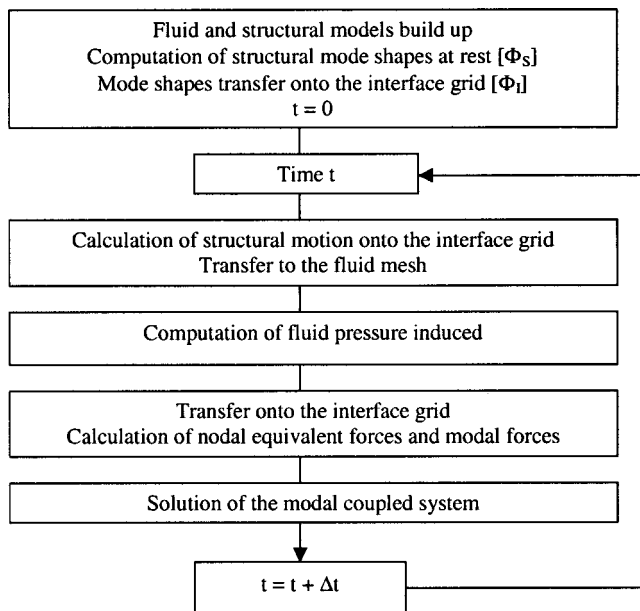 Fluid and structural models build up
Computation of structural mode shapes at rest [ΦS]
Mode shapes transfer onto the interface grid [ΦI]
t = 0
Time t
Calculation of structural motion onto the interface grid
Transfer to the fluid mesh
Computation of fluid pressure induced
Transfer onto the interface grid
Calculation of nodal equivalent forces and modal forces
Solution of the modal coupled system
t = t + Δt